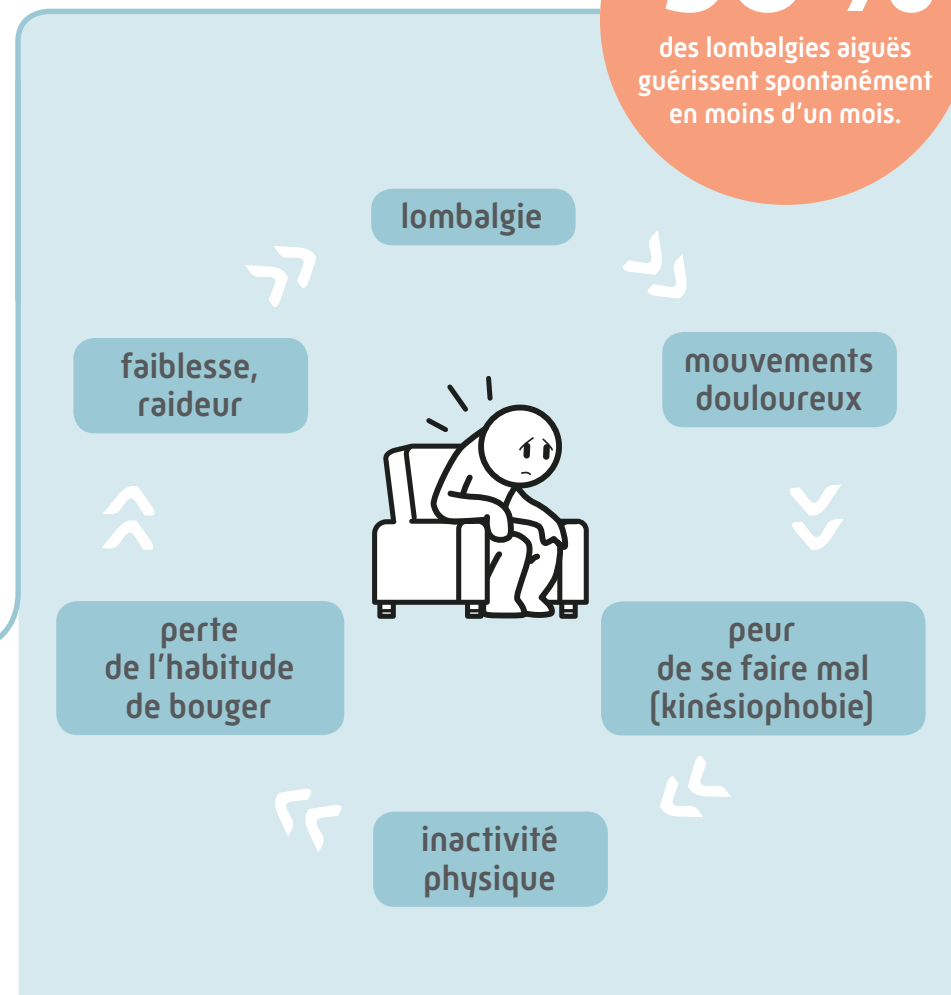 des lombalgies aiguës
guérissent spontanément
en moins d'un mois.
lombalgie
mouvements
douloureux
peur
de se faire mal
(kinésiophobie)
inactivité
physique
perte
de l'habitude
de bouger
faiblesse,
raideur